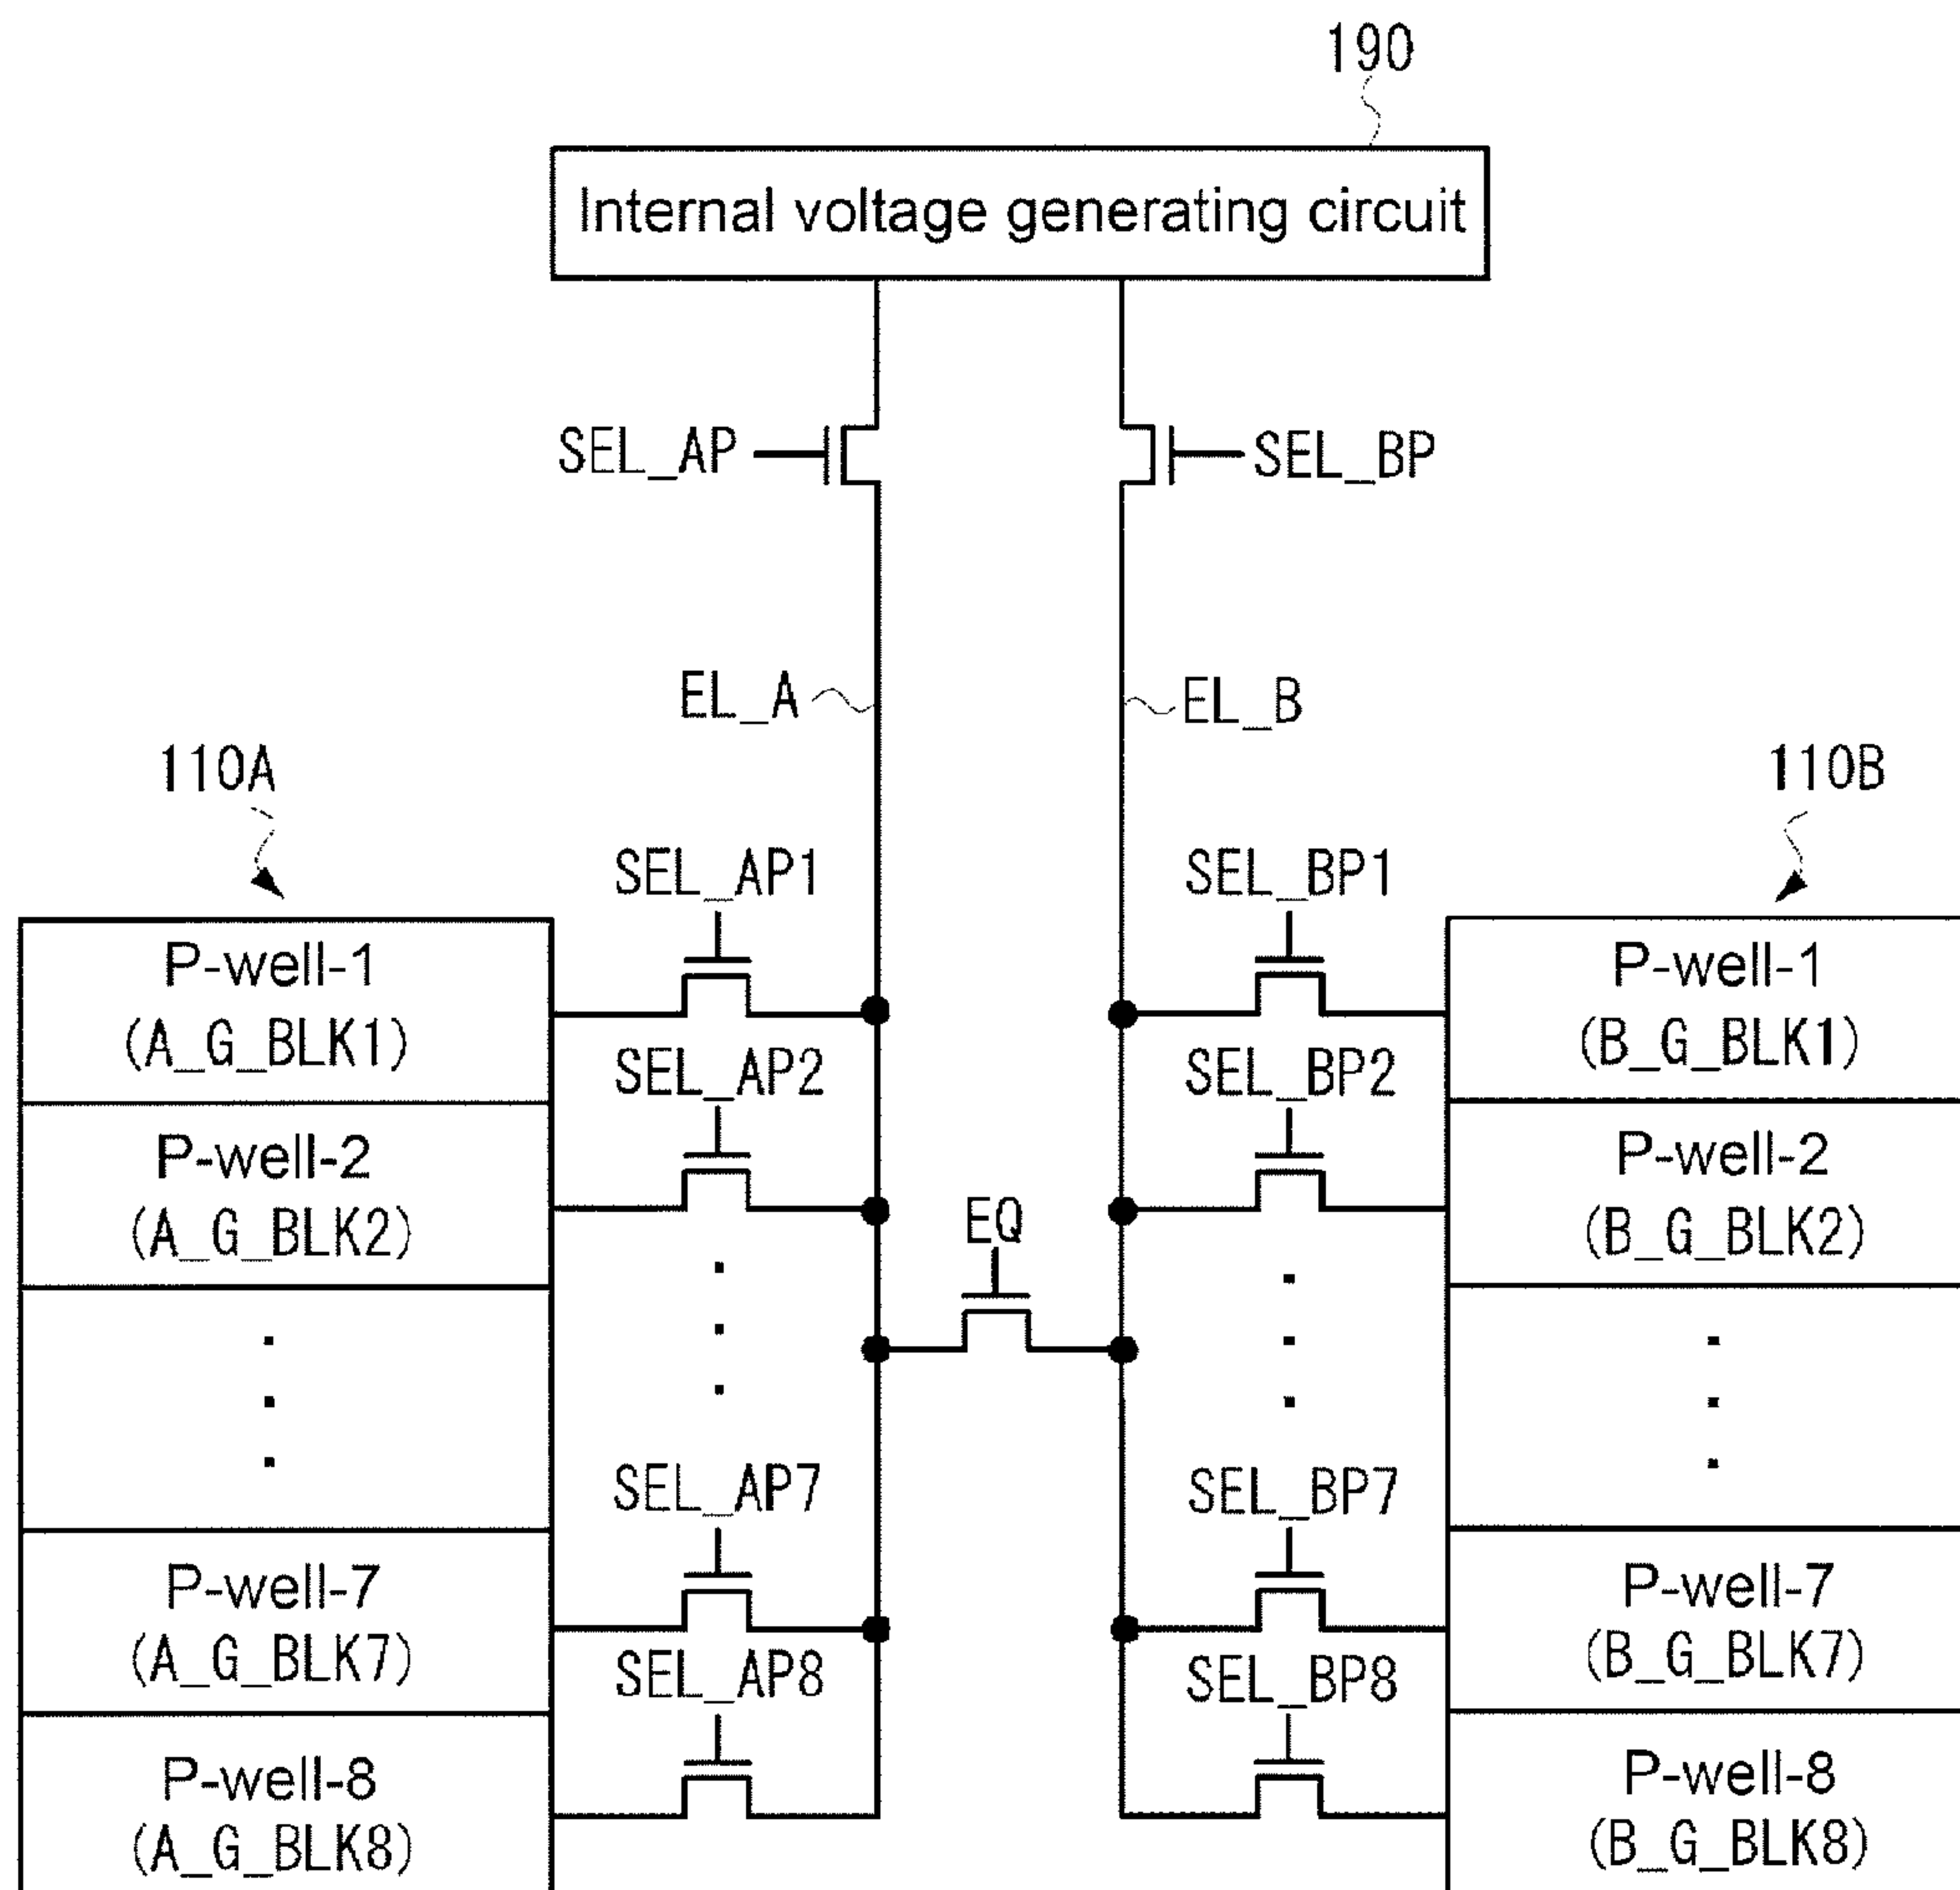 190
Internal voltage generating circuit
SEL_AP
SEL_BP
EL_A
EL_B
110A
110B
SEL_AP1
SEL_BP1
P-well-1
(A_G_BLK1)
P-well-1
(B_G_BLK1)
SEL_AP2
SEL_BP2
P-well-2
(A_G_BLK2)
P-well-2
(B_G_BLK2)
EQ
SEL_AP7
SEL_BP7
P-well-7
(A_G_BLK7)
P-well-7
(B_G_BLK7)
SEL_AP8
SEL_BP8
P-well-8
(A_G_BLK8)
P-well-8
(B_G_BLK8)